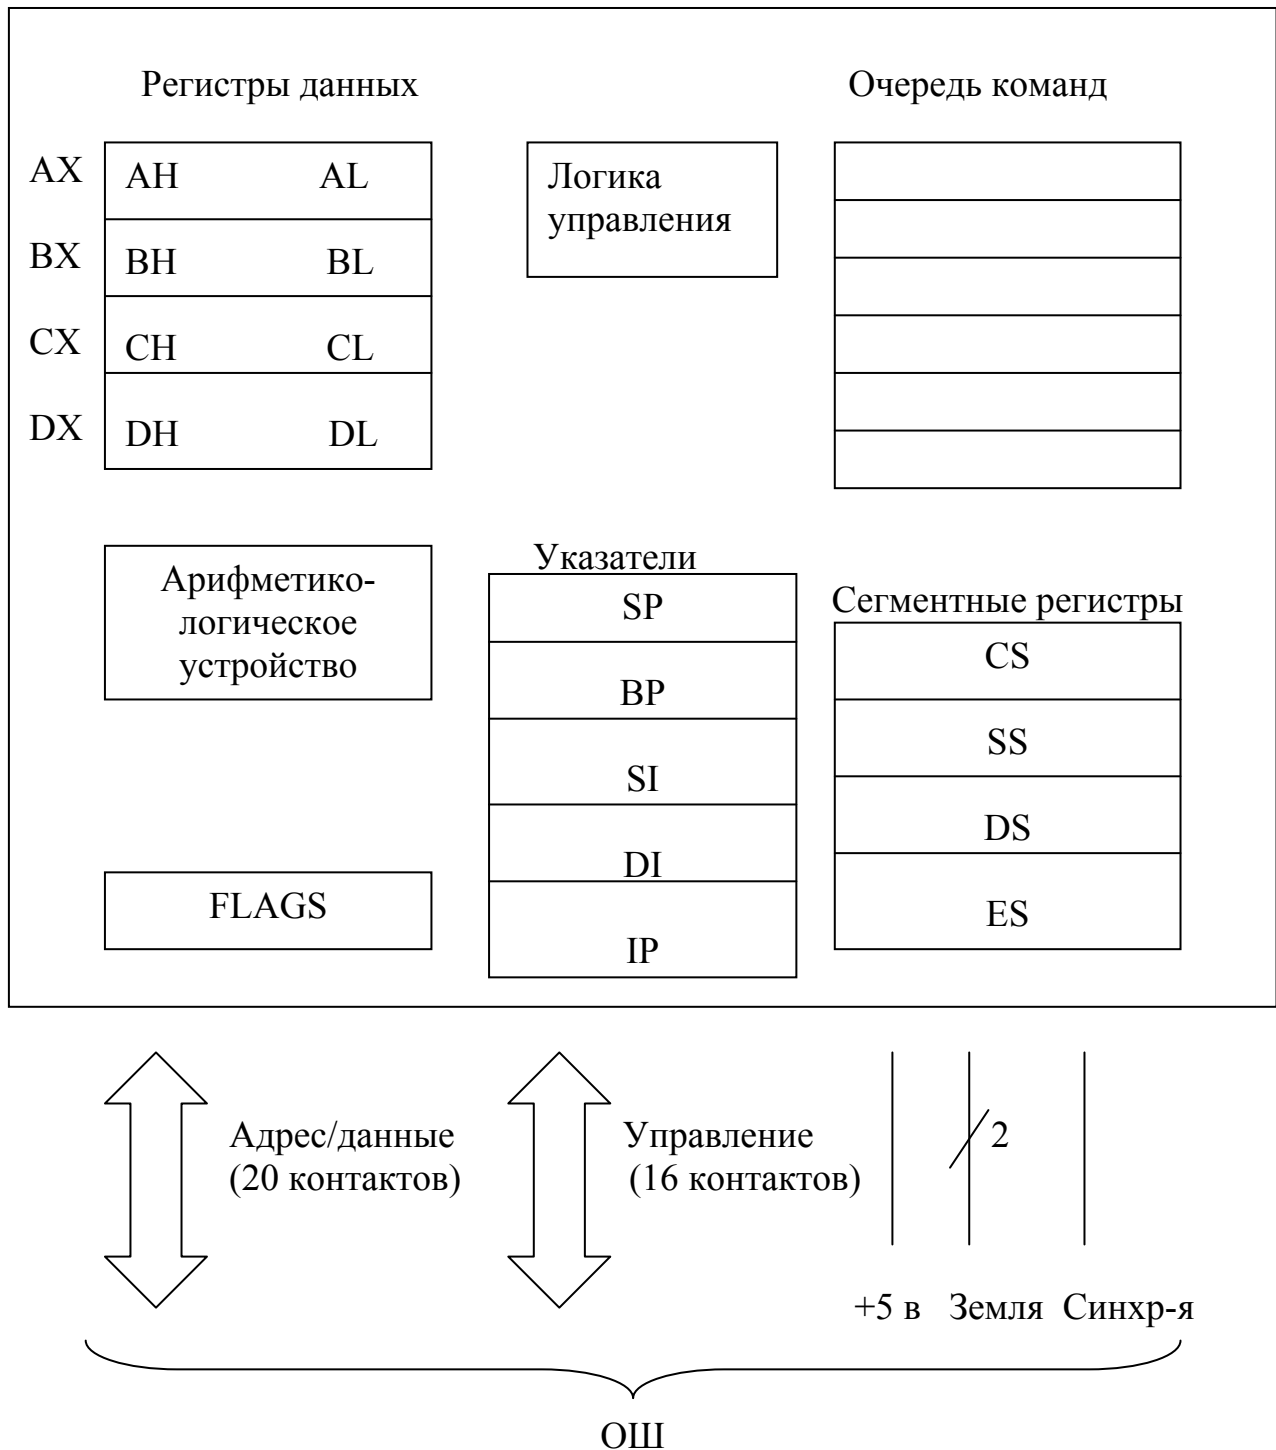 Регистры данных
Очередь команд
AX
AH AL
BX
BH BL
CX
CH CL
DX
DH DL
Логика
управления
Арифметико-
логическое
устройство
FLAGS
Указатели
SP
BP
SI
DI
IP
Сегментные регистры
CS
SS
DS
ES
Адрес/данные
(20 контактов)
Управление
(16 контактов)
2
+5 в
Земля
Синхр-я
ОШ